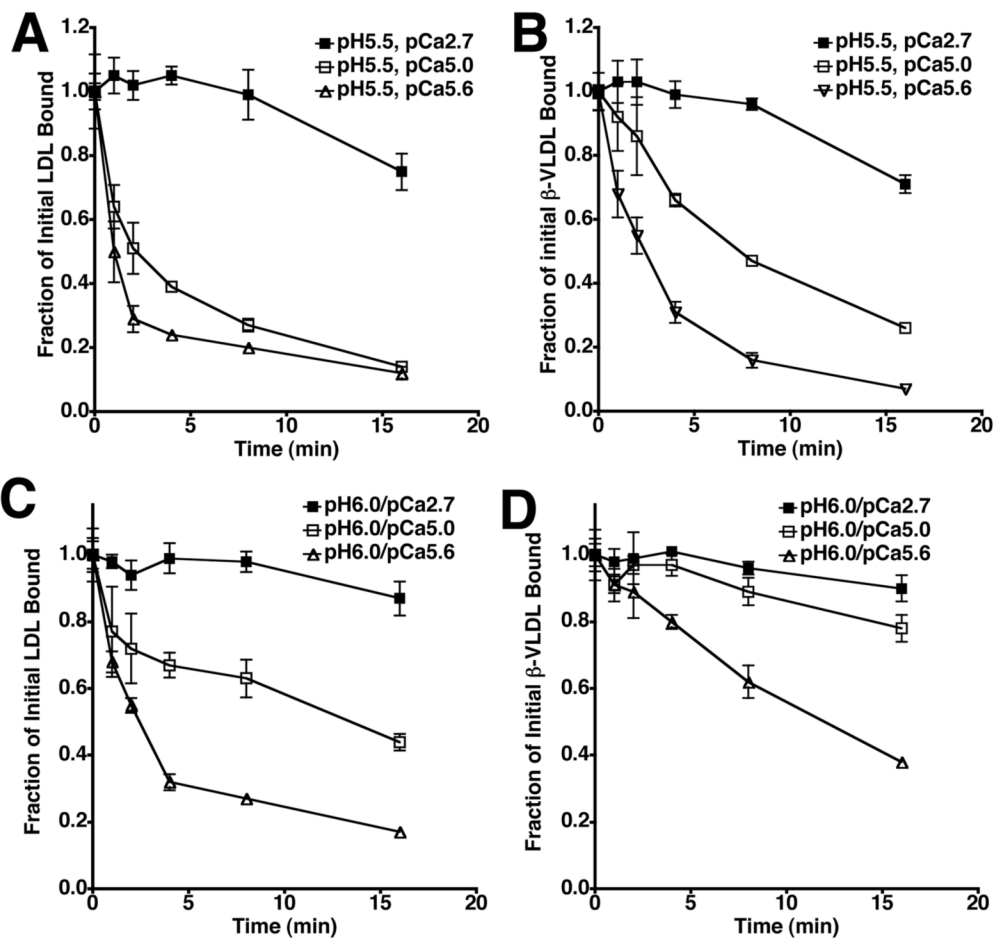 A
Fraction of Initial LDL Bound
1.2
1.0
0.8
0.6
0.4
0.2
0.0
0 5 10 15 20
Time (min)
pH5.5, pCa2.7
pH5.5, pCa5.0
pH5.5, pCa5.6
B
Fraction of initial β-VLDL Bound
1.2
1.0
0.8
0.6
0.4
0.2
0.0
0 5 10 15 20
Time (min)
pH5.5, pCa2.7
pH5.5, pCa5.0
pH5.5, pCa5.6
C
Fraction of Initial LDL Bound
1.0
0.8
0.6
0.4
0.2
0.0
0 5 10 15 20
Time (min)
pH6.0/pCa2.7
pH6.0/pCa5.0
pH6.0/pCa5.6
D
Fraction of Initial β-VLDL Bound
1.0
0.8
0.6
0.4
0.2
0.0
0 5 10 15 20
Time (min)
pH6.0/pCa2.7
pH6.0/pCa5.0
pH6.0/pCa5.6